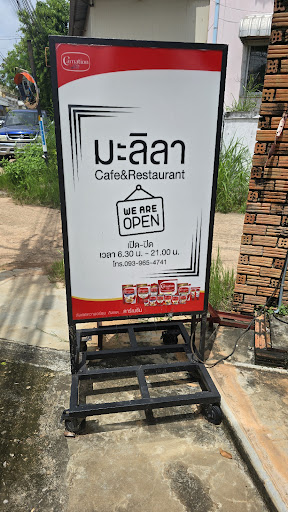 Carnation
มะลิลา
Cafe&Restaurant
WE ARE
OPEN
เปิด-ปิด
เวลา 6.30 น. - 21.00 น.
โทร.093-965-4741